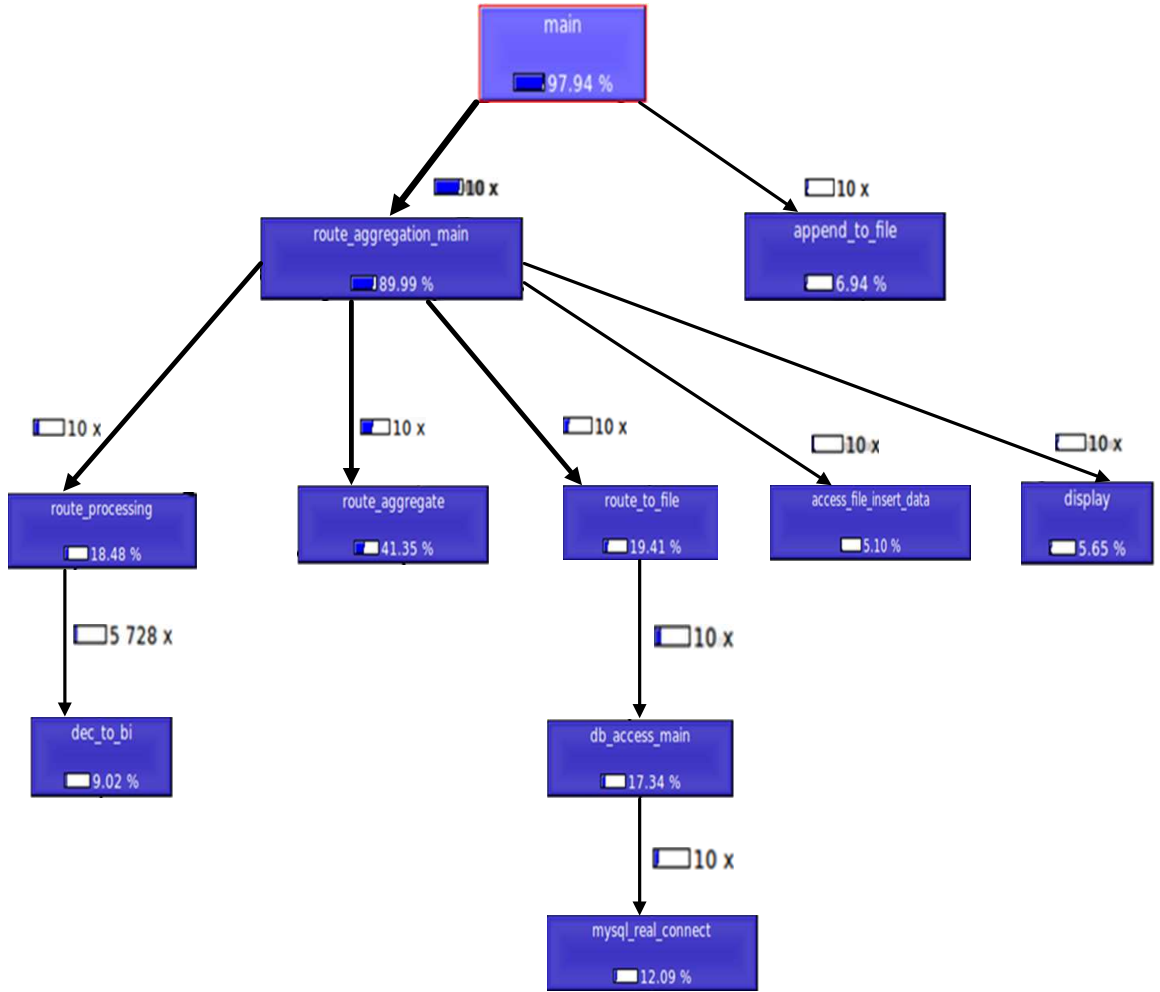 main
97.94 %
10 x
10 x
route_aggregation_main
89.99 %
append_to_file
6.94 %
10 x
10 x
10 x
10 x
10 x
route_processing
18.48 %
route_aggregate
41.35 %
route_to_file
19.41 %
access_file_insert_data
5.10 %
display
5.65 %
5 728 x
10 x
dec_to_bi
9.02 %
db_access_main
17.34 %
10 x
mysql_real_connect
12.09 %